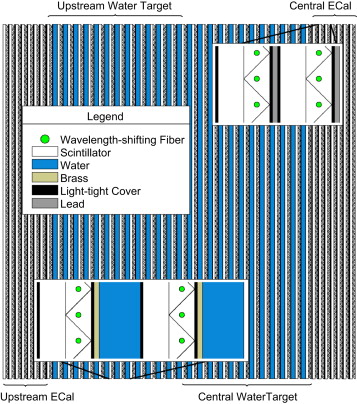 Upstream Water Target
Central ECal
Legend
Wavelength-shifting Fiber
Scintillator
Water
Brass
Light-tight Cover
Lead
Upstream ECal
Central WaterTarget